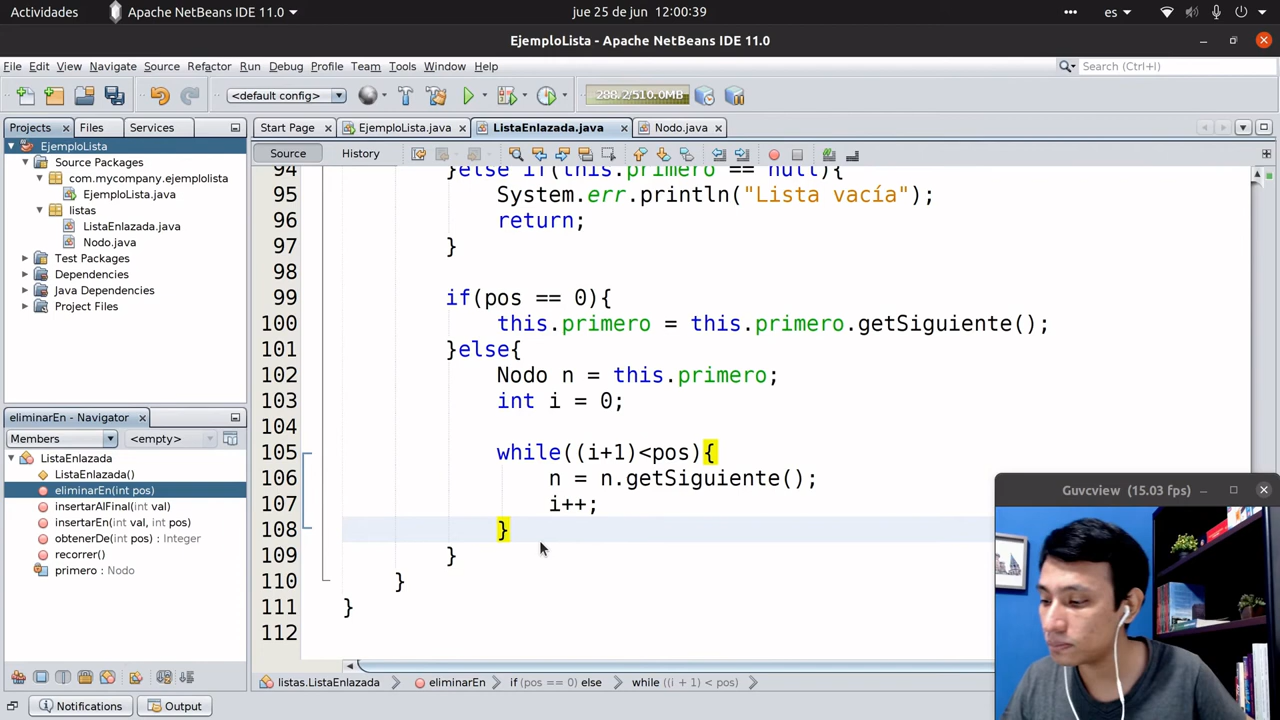 Actividades
Apache NetBeans IDE 11.0
jue 25 de jun 12:00:39
es
EjemploLista - Apache NetBeans IDE 11.0
File Edit View Navigate Source Refactor Run Debug Profile Team Tools Window Help
Search (Ctrl+I)
<default config>
288.2/510.0MB
Projects Files Services
Start Page EjemploLista.java ListaEnlazada.java Nodo.java
Source History
EjemploLista
Source Packages
com.mycompany.ejemplolista
EjemploLista.java
listas
ListaEnlazada.java
Nodo.java
Test Packages
Dependencies
Java Dependencies
Project Files
eliminarEn - Navigator
Members <empty>
ListaEnlazada
ListaEnlazada()
eliminarEn(int pos)
insertarAlFinal(int val)
insertarEn(int val, int pos)
obtenerDe(int pos) : Integer
recorrer()
primero : Nodo
94 }else if(this.primero == null){
95 System.err.println("Lista vacía");
96 return;
97 }
98
99 if(pos == 0){
100 this.primero = this.primero.getSiguiente();
101 }else{
102 Nodo n = this.primero;
103 int i = 0;
104
105 while((i+1)<pos){
106 n = n.getSiguiente();
107 i++;
108 }
109 }
110 }
111 }
112
Guvcview (15.03 fps)
listas.ListaEnlazada eliminarEn if (pos == 0) else while ((i + 1) < pos)
Notifications Output